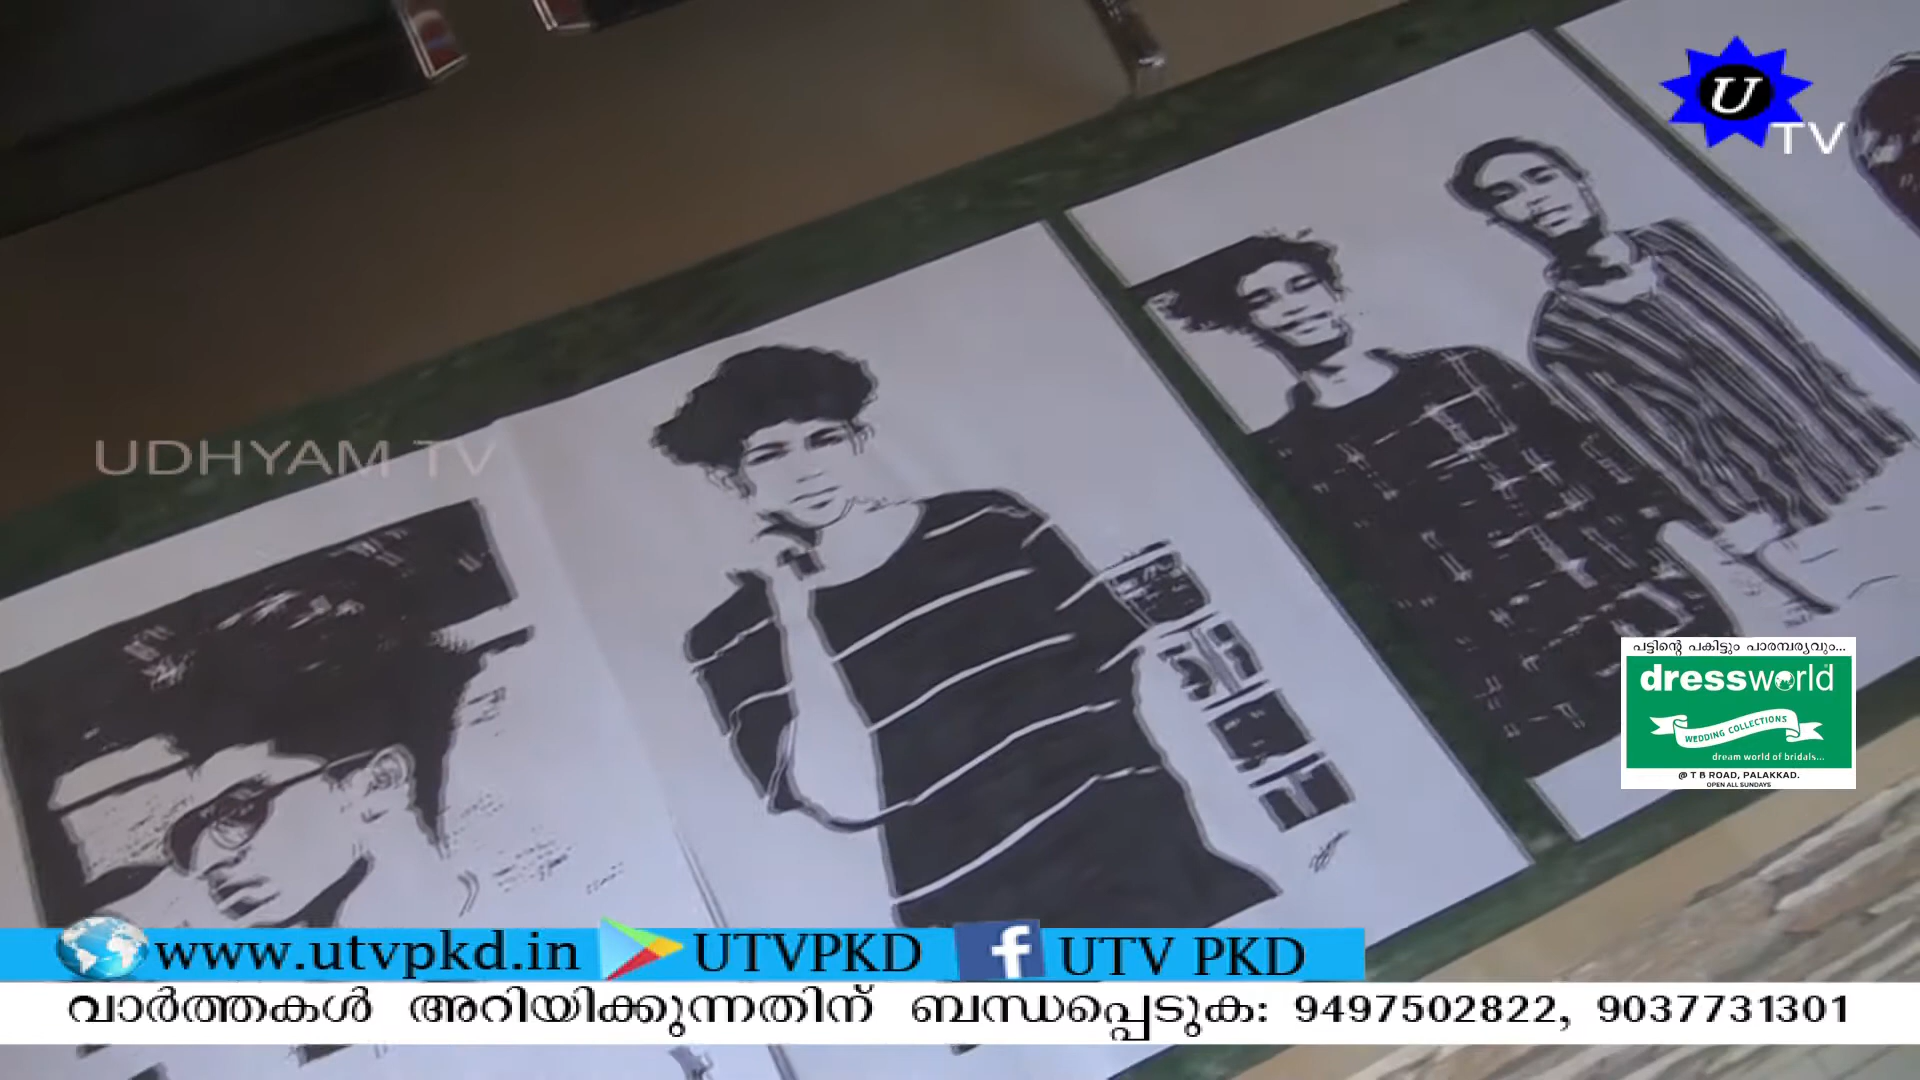 U
TV
UDHYAM TV
പട്ടിന്റെ പകിട്ടും പാരമ്പര്യവും...
dressworld
WEDDING COLLECTIONS
dream world of bridals...
@ T B ROAD, PALAKKAD.
OPEN ALL SUNDAYS
www.utvpkd.in UTVPKD UTV PKD
വാർത്തകൾ അറിയിക്കുന്നതിന് ബന്ധപ്പെടുക: 9497502822, 9037731301